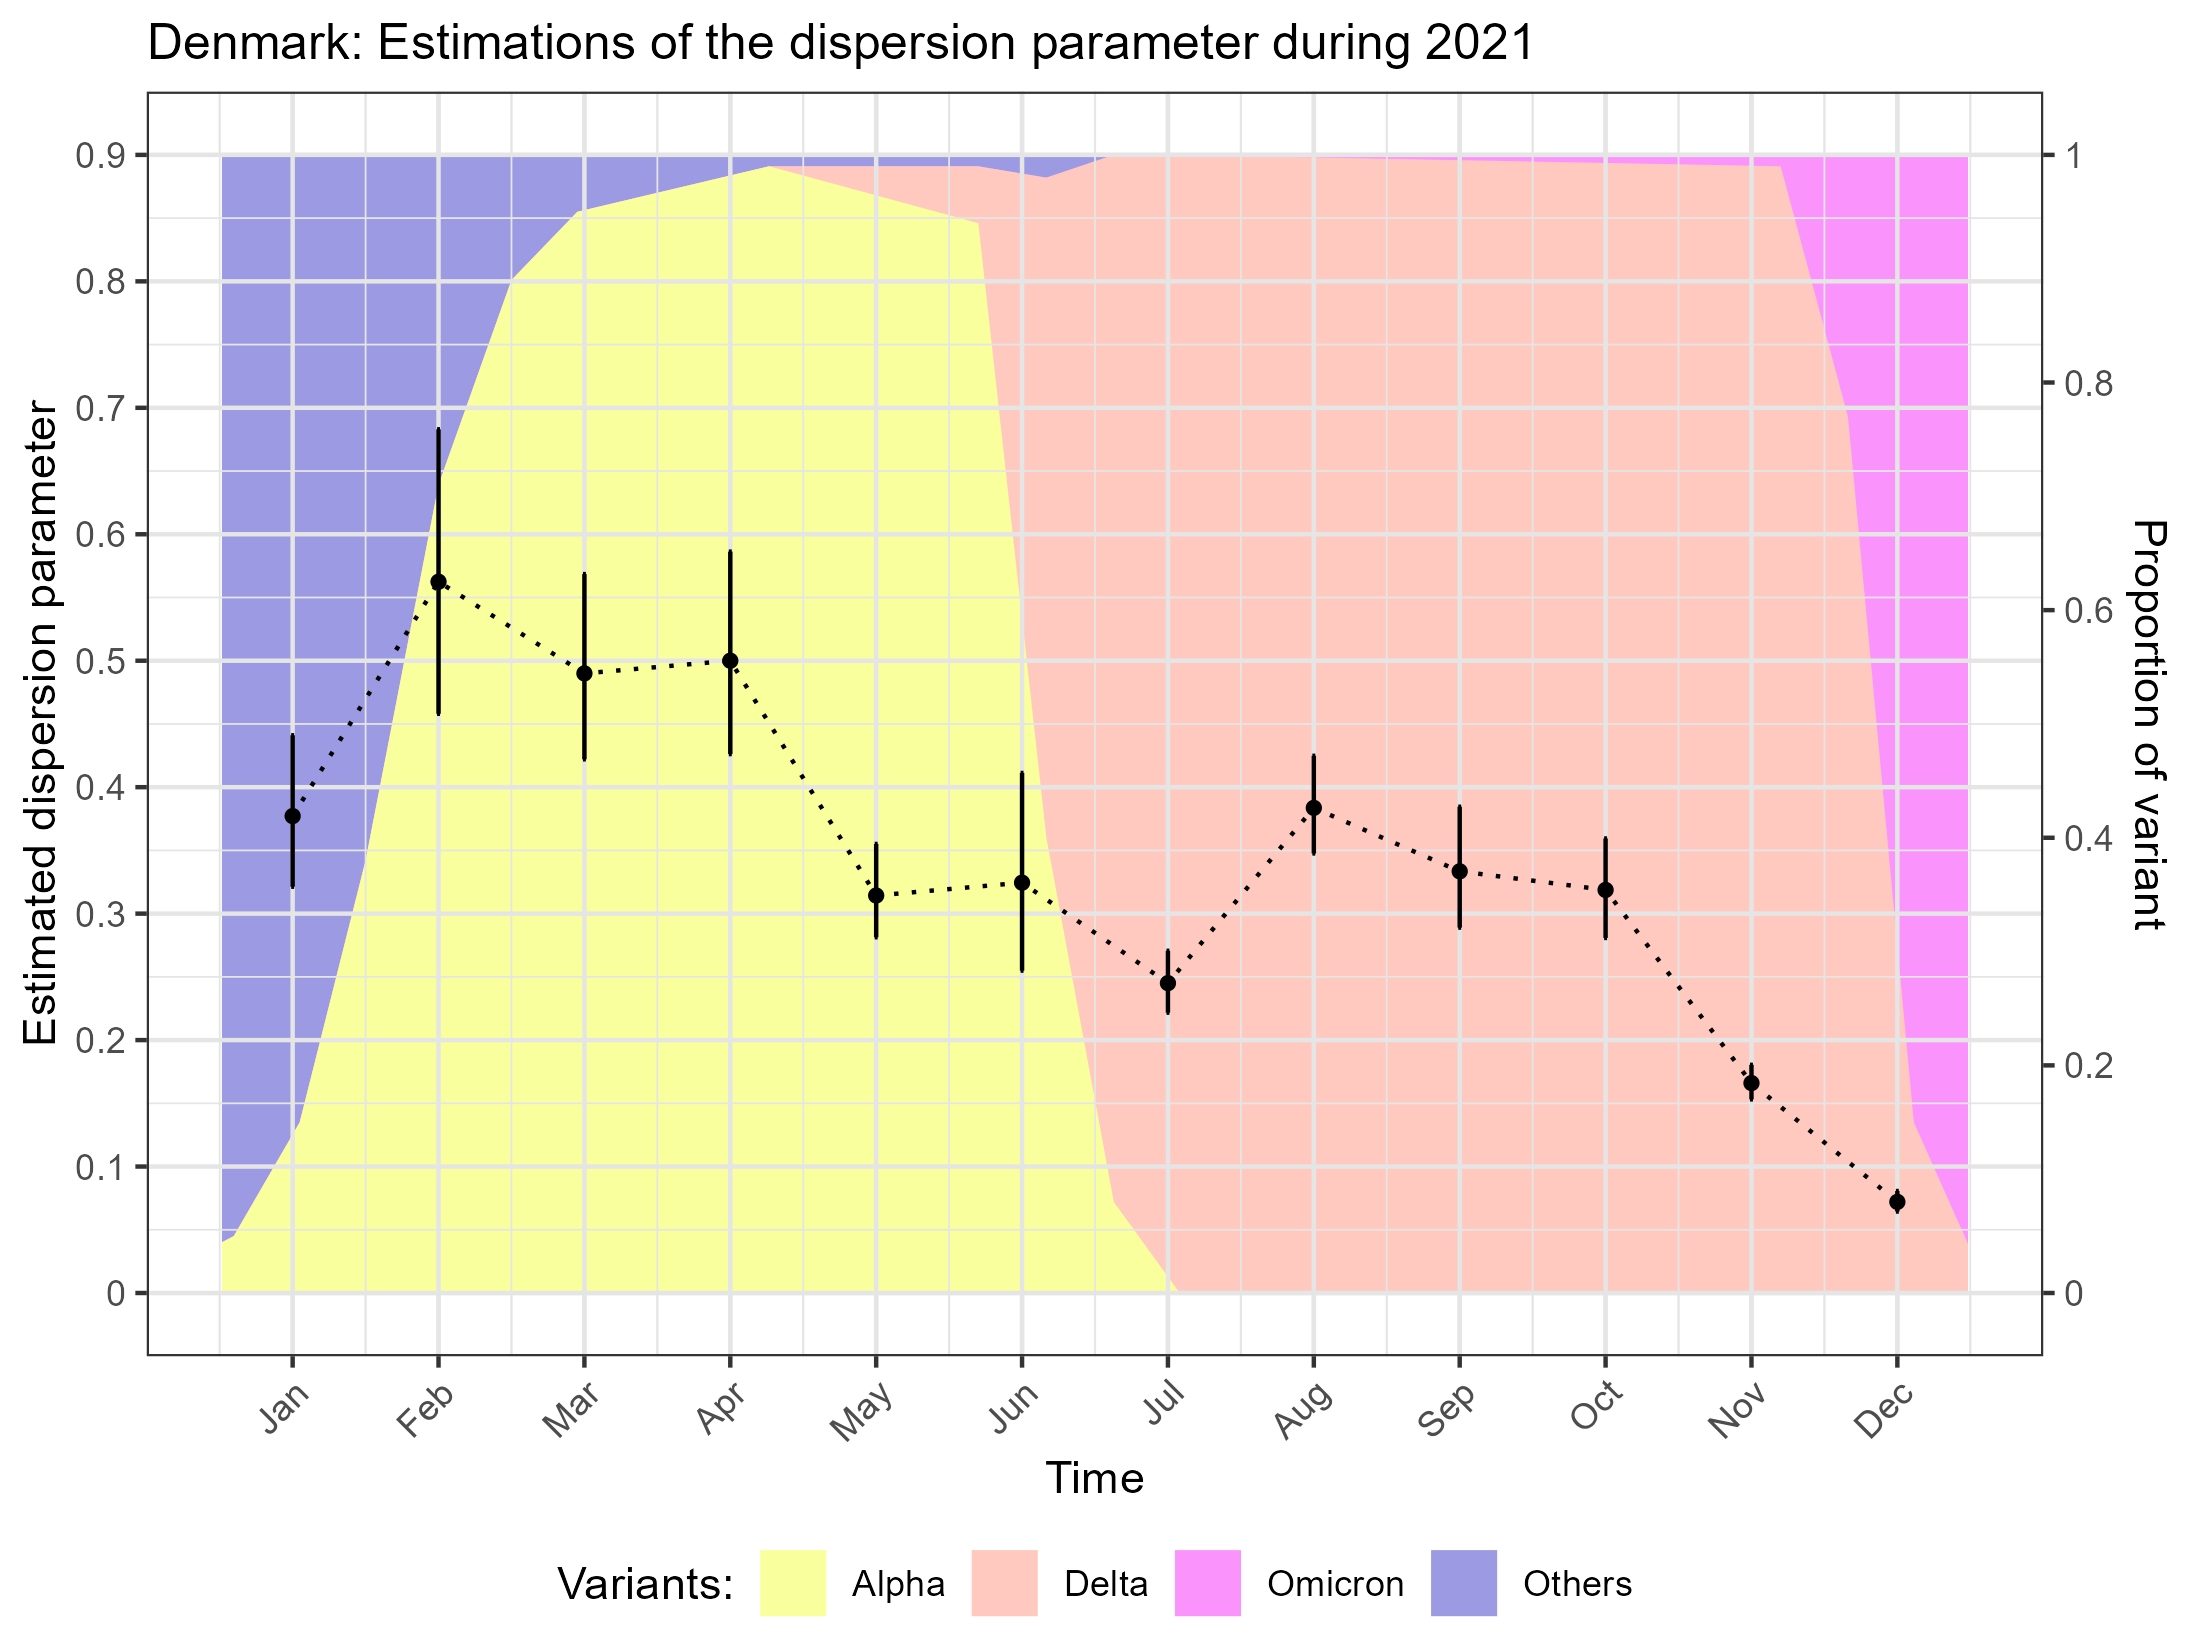 Denmark: Estimations of the dispersion parameter during 2021
Estimated dispersion parameter
0.9
0.8
0.7
0.6
0.5
0.4
0.3
0.2
0.1
0
1
0.8
0.6
0.4
0.2
0
Proportion of variant
Jan Feb Mar Apr May Jun Jul Aug Sep Oct Nov Dec
Time
Variants: Alpha Delta Omicron Others